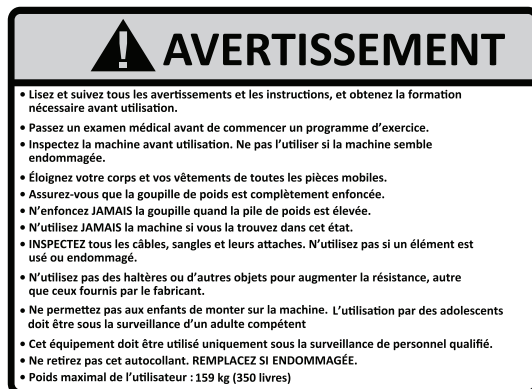 AVERTISSEMENT
• Lisez et suivez tous les avertissements et les instructions, et obtenez la formation
nécessaire avant utilisation.
• Passez un examen médical avant de commencer un programme d’exercice.
• Inspectez la machine avant utilisation. Ne pas l’utiliser si la machine semble
endommagée.
• Éloignez votre corps et vos vêtements de toutes les pièces mobiles.
• Assurez-vous que la goupille de poids est complètement enfoncée.
• N’enfoncez JAMAIS la goupille quand la pile de poids est élevée.
• N’utilisez JAMAIS la machine si vous la trouvez dans cet état.
• INSPECTEZ tous les câbles, sangles et leurs attaches. N’utilisez pas si un élément est
usé ou endommagé.
• N’utilisez pas des haltères ou d’autres objets pour augmenter la résistance, autre
que ceux fournis par le fabricant.
• Ne permettez pas aux enfants de monter sur la machine. L’utilisation par des adolescents
doit être sous la surveillance d’un adulte compétent
• Cet équipement doit être utilisé uniquement sous la surveillance de personnel qualifié.
• Ne retirez pas cet autocollant. REMPLACEZ SI ENDOMMAGÉE.
• Poids maximal de l’utilisateur : 159 kg (350 livres)